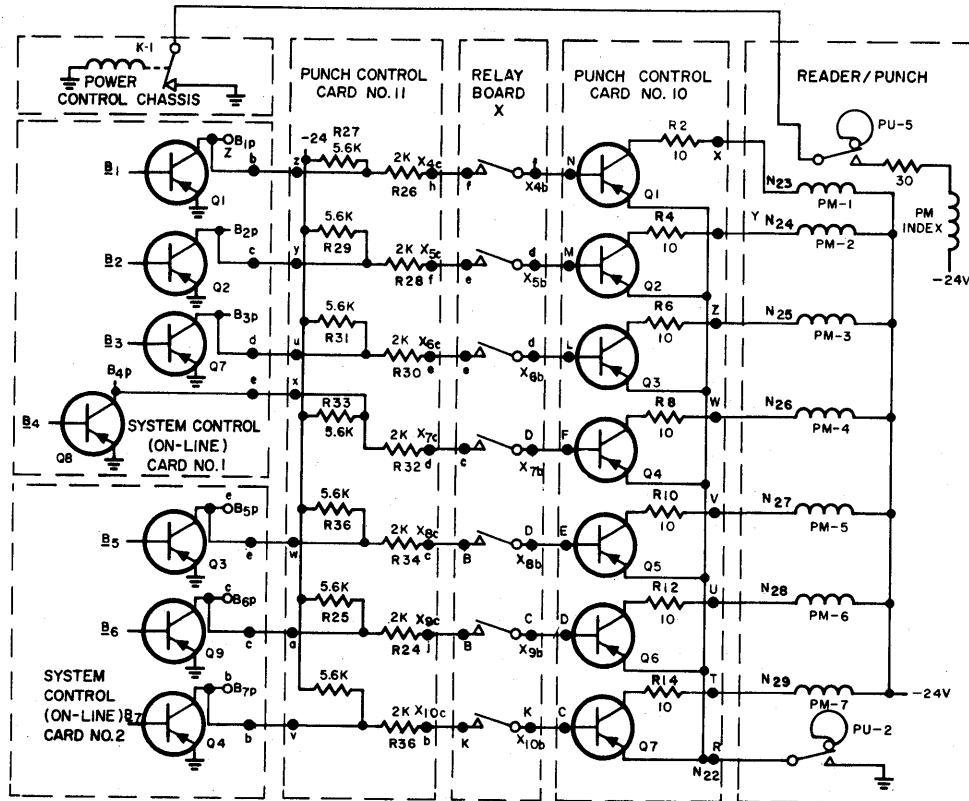 K-1
POWER
CONTROL CHASSIS
PUNCH CONTROL
CARD NO. 11
RELAY
BOARD
X
PUNCH CONTROL
CARD NO. 10
READER/PUNCH
PU-5
30
PM
INDEX
-24V
B1 Q1 B1p Z b z -24 R27 5.6K 2K R26 X4c h f f X4b N Q1 R2 10 X N23 PM-1
B2 Q2 B2p c y 5.6K R29 2K R28 X5c f e d X5b M Q2 R4 10 Y N24 PM-2
B3 Q7 B3p d u 5.6K R31 2K R30 X6c e e d X6b L Q3 R6 10 Z N25 PM-3
B4 Q8 B4p e x R33 5.6K 2K R32 X7c d c D X7b F Q4 R8 10 W N26 PM-4
SYSTEM CONTROL
(ON-LINE)
CARD NO. 1
B5 Q3 e B5p e w 5.6K R36 2K R34 X8c c B D X8b E Q5 R10 10 V N27 PM-5
B6 Q9 c B6p c a 5.6K R25 2K R24 X9c j B C X9b D Q6 R12 10 U N28 PM-6
SYSTEM
CONTROL
(ON-LINE)
CARD NO. 2
B7 Q4 b B7p b v 5.6K 2K R36 X10c b K K X10b C Q7 R14 10 T N29 PM-7
-24V
PU-2
R
N22